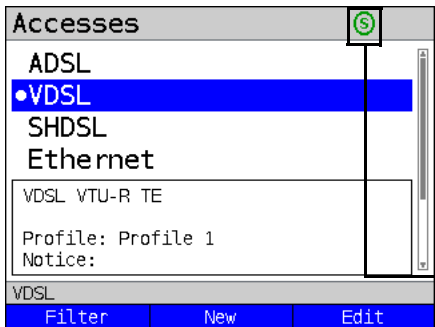 Accesses S
ADSL
•VDSL
SHDSL
Ethernet
VDSL VTU-R TE
Profile: Profile 1
Notice:
VDSL
Filter New Edit